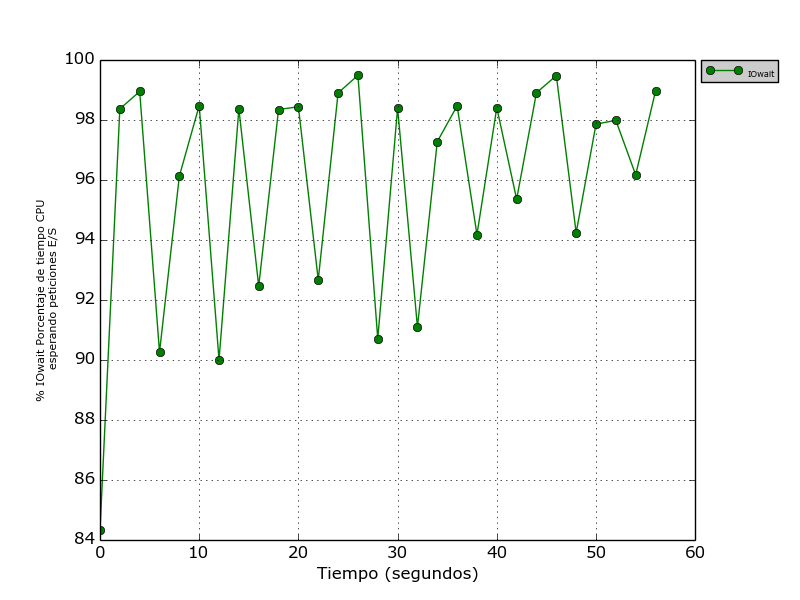 100
98
96
94
92
90
88
86
84
0 10 20 30 40 50 60
% IOwait Porcentaje de tiempo CPU
esperando peticiones E/S
Tiempo (segundos)
IOwait